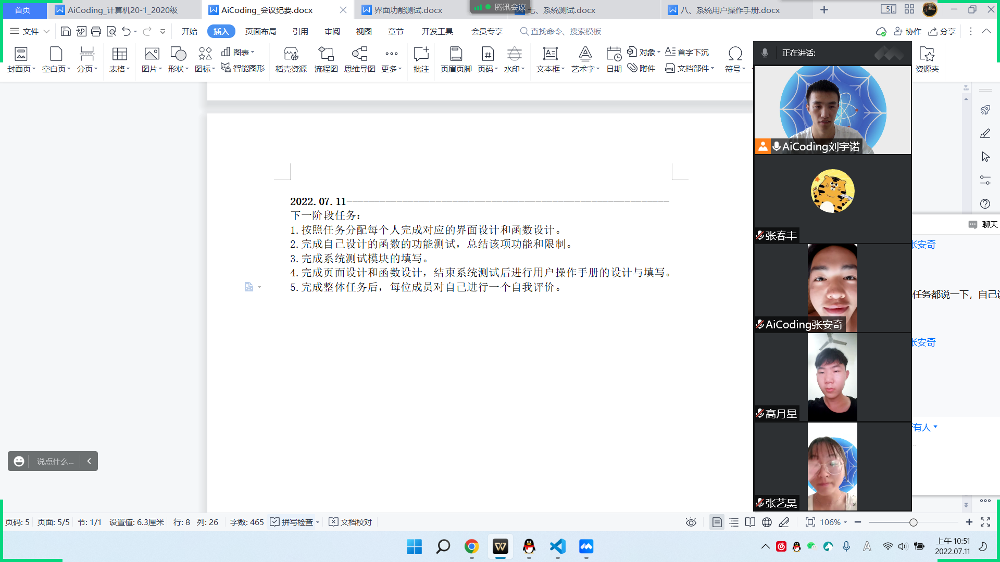 首页
AiCoding_计算机20-1_2020级
AiCoding_会议纪要.docx
界面功能测试.docx
腾讯会议
七、系统测试.docx
八、系统用户操作手册.docx
文件
开始
插入
页面布局
引用
审阅
视图
章节
开发工具
会员专享
查找命令、搜索模板
协作
分享
封面页
空白页
分页
表格
图片
形状
图标
图表
智能图形
稻壳资源
流程图
思维导图
更多
批注
页眉页脚
页码
水印
文本框
艺术字
日期
对象
附件
首字下沉
文档部件
符号
资源夹
正在讲话:
AiCoding刘宇诺
张春丰
AiCoding张安奇
高月星
张艺昊
2022.07.11----------------------------------------------------------
下一阶段任务：
1.按照任务分配每个人完成对应的界面设计和函数设计。
2.完成自己设计的函数的功能测试，总结该项功能和限制。
3.完成系统测试模块的填写。
4.完成页面设计和函数设计，结束系统测试后进行用户操作手册的设计与填写。
5.完成整体任务后，每位成员对自己进行一个自我评价。
聊天
张安奇
任务都说一下，自己
张安奇
有人
说点什么...
页码: 5
页面: 5/5
节: 1/1
设置值: 6.3厘米
行: 8
列: 26
字数: 465
拼写检查
文档校对
106%
上午 10:51
2022.07.11